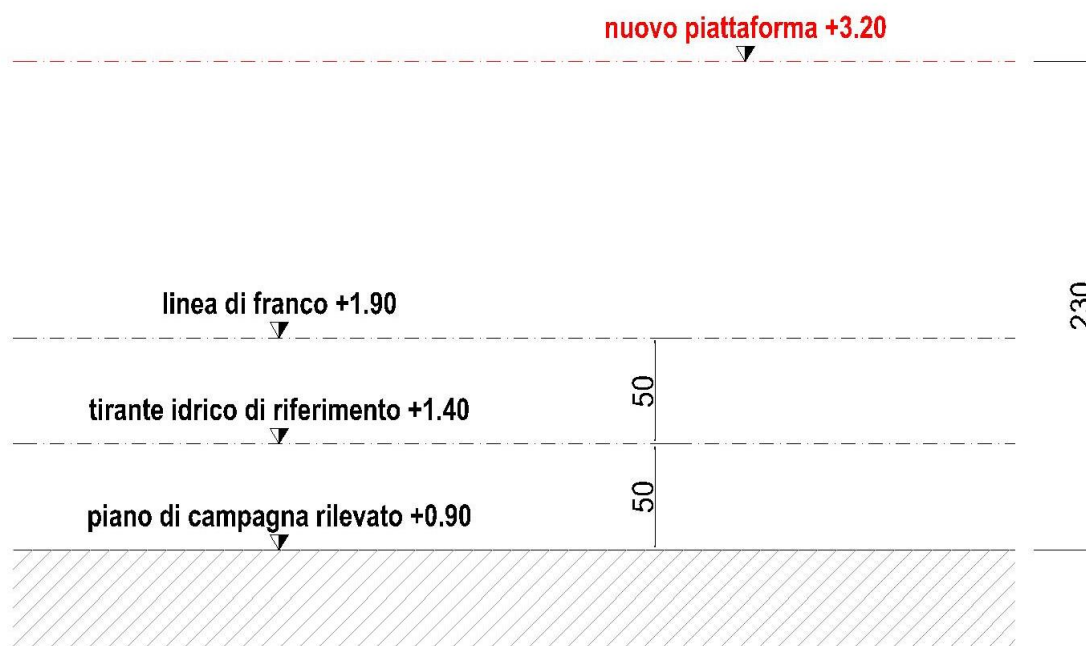 nuovo piattaforma +3.20
linea di franco +1.90
230
50
tirante idrico di riferimento +1.40
50
piano di campagna rilevato +0.90